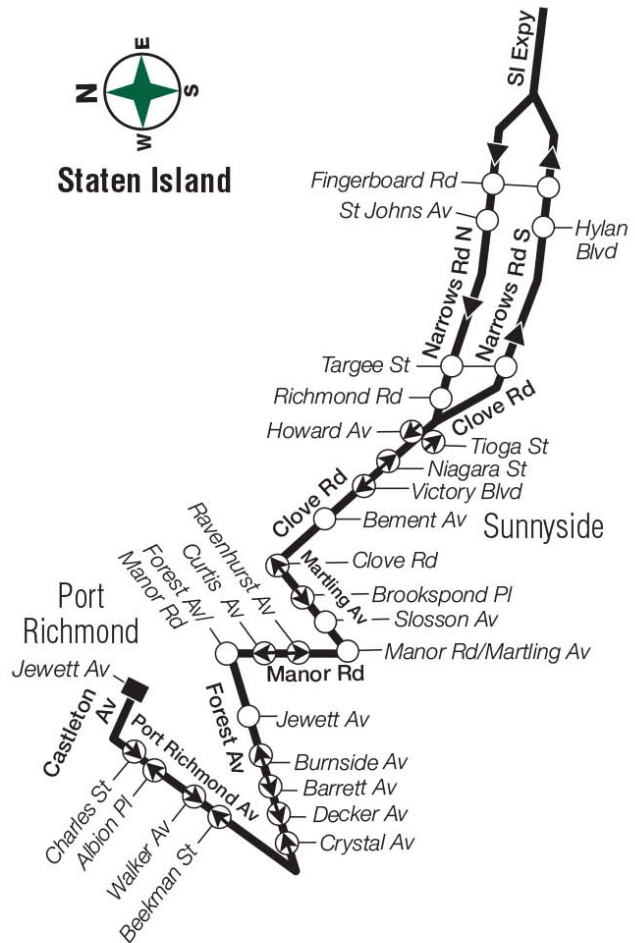 E
N
S
W
Staten Island
SI Expy
Fingerboard Rd
St Johns Av
Hylan
Blvd
Narrows Rd N
Narrows Rd S
Targee St
Richmond Rd
Clove Rd
Howard Av
Tioga St
Niagara St
Victory Blvd
Clove Rd
Bement Av
Sunnyside
Clove Rd
Martling Av
Brookspond Pl
Slosson Av
Ravenhurst Av
Curtis Av
Forest Av/
Manor Rd
Manor Rd/Martling Av
Manor Rd
Port
Richmond
Jewett Av
Castleton
Av
Port Richmond Av
Forest Av
Jewett Av
Burnside Av
Barrett Av
Decker Av
Crystal Av
Charles St
Albion Pl
Walker Av
Beekman St